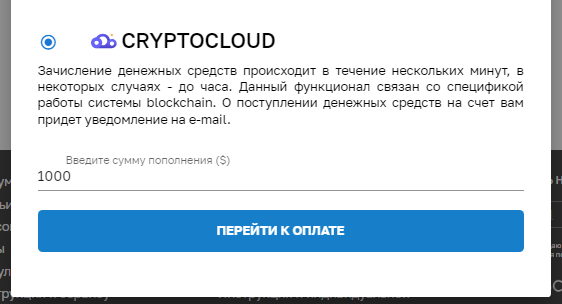 CRYPTOCLOUD
Зачисление денежных средств происходит в течение нескольких минут, в
некоторых случаях - до часа. Данный функционал связан со спецификой
работы системы blockchain. О поступлении денежных средств на счет вам
придет уведомление на e-mail.
Введите сумму пополнения ($)
1000
ПЕРЕЙТИ К ОПЛАТЕ